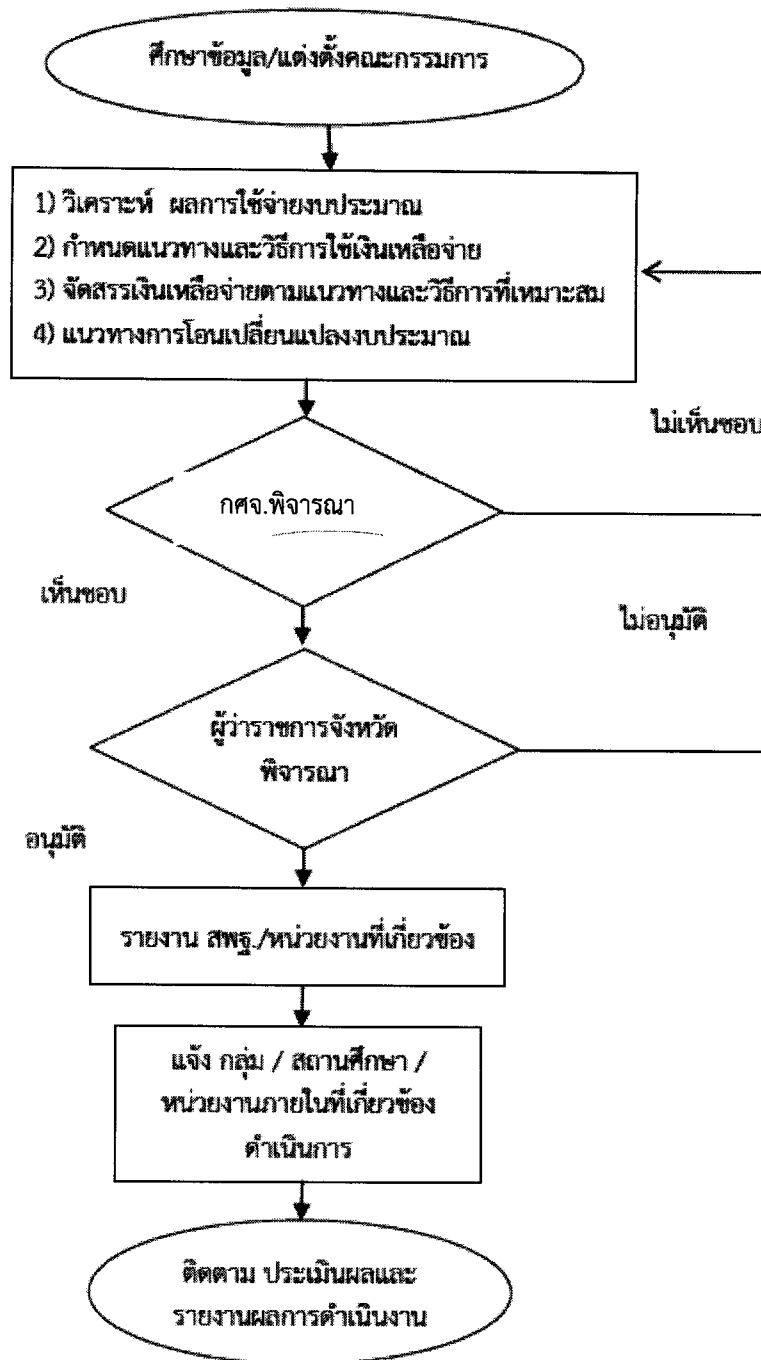 ศึกษาข้อมูล/แต่งตั้งคณะกรรมการ
1) วิเคราะห์ ผลการใช้จ่ายงบประมาณ
2) กำหนดแนวทางและวิธีการใช้เงินเหลือจ่าย
3) จัดสรรเงินเหลือจ่ายตามแนวทางและวิธีการที่เหมาะสม
4) แนวทางการโอนเปลี่ยนแปลงงบประมาณ
ไม่เห็นชอบ
กศจ.พิจารณา
เห็นชอบ
ไม่อนุมัติ
ผู้ว่าราชการจังหวัด
พิจารณา
อนุมัติ
รายงาน สพฐ./หน่วยงานที่เกี่ยวข้อง
แจ้ง กลุ่ม / สถานศึกษา /
หน่วยงานภายในที่เกี่ยวข้อง
ดำเนินการ
ติดตาม ประเมินผลและ
รายงานผลการดำเนินงาน